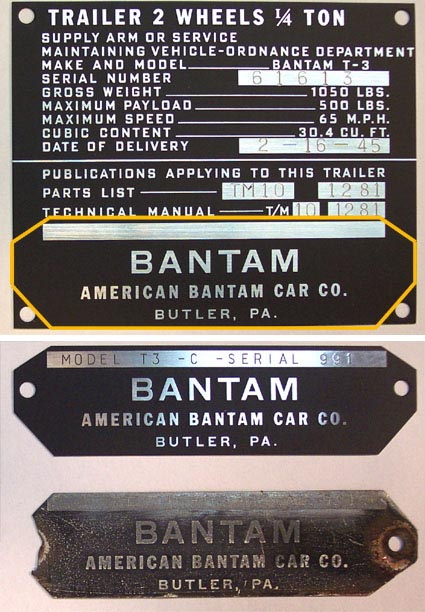 TRAILER 2 WHEELS 1/4 TON
SUPPLY ARM OR SERVICE
MAINTAINING VEHICLE-ORDNANCE DEPARTMENT
MAKE AND MODEL BANTAM T-3
SERIAL NUMBER 61613
GROSS WEIGHT 1050 LBS.
MAXIMUM PAYLOAD 500 LBS.
MAXIMUM SPEED 65 M.P.H.
CUBIC CONTENT 30.4 CU. FT.
DATE OF DELIVERY 2 - 16 - 45
PUBLICATIONS APPLYING TO THIS TRAILER
PARTS LIST TM10 1281
TECHNICAL MANUAL T/M 10 1281
BANTAM
AMERICAN BANTAM CAR CO.
BUTLER, PA.
MODEL T3 -C -SERIAL 991
BANTAM
AMERICAN BANTAM CAR CO.
BUTLER, PA.
BANTAM
AMERICAN BANTAM CAR CO.
BUTLER, PA.